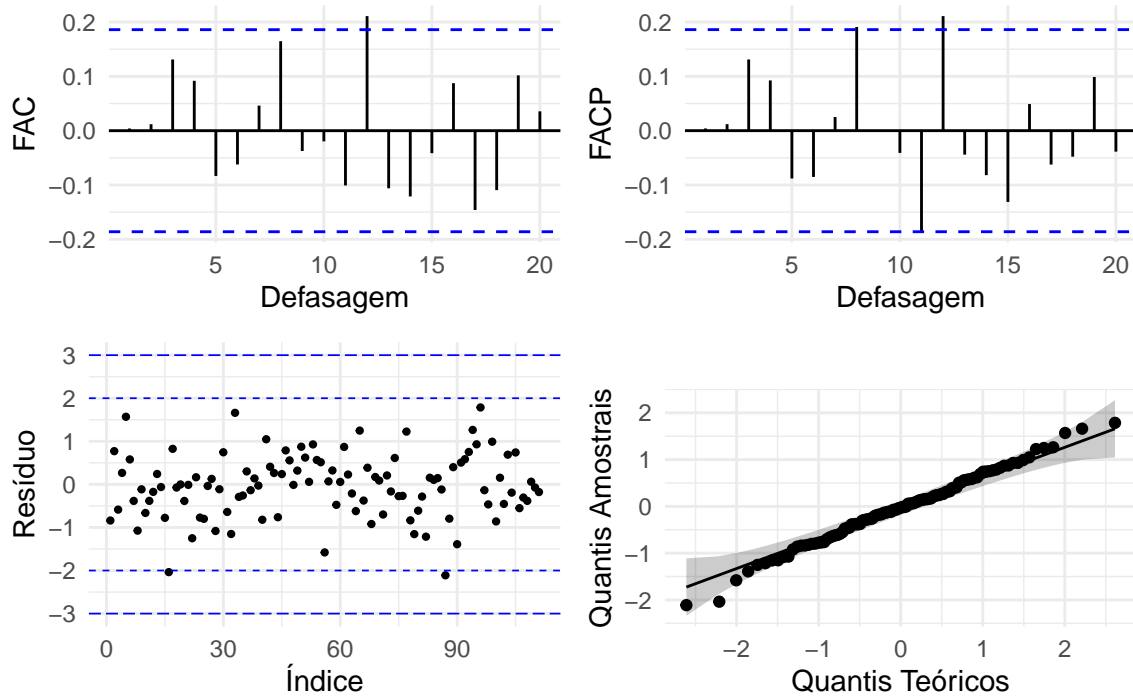 FAC
0.2
0.1
0.0
−0.1
−0.2
5 10 15 20
Defasagem
FACP
0.2
0.1
0.0
−0.1
−0.2
5 10 15 20
Defasagem
Resíduo
3
2
1
0
−1
−2
−3
0 30 60 90
Índice
Quantis Amostrais
2
1
0
−1
−2
−2 −1 0 1 2
Quantis Teóricos